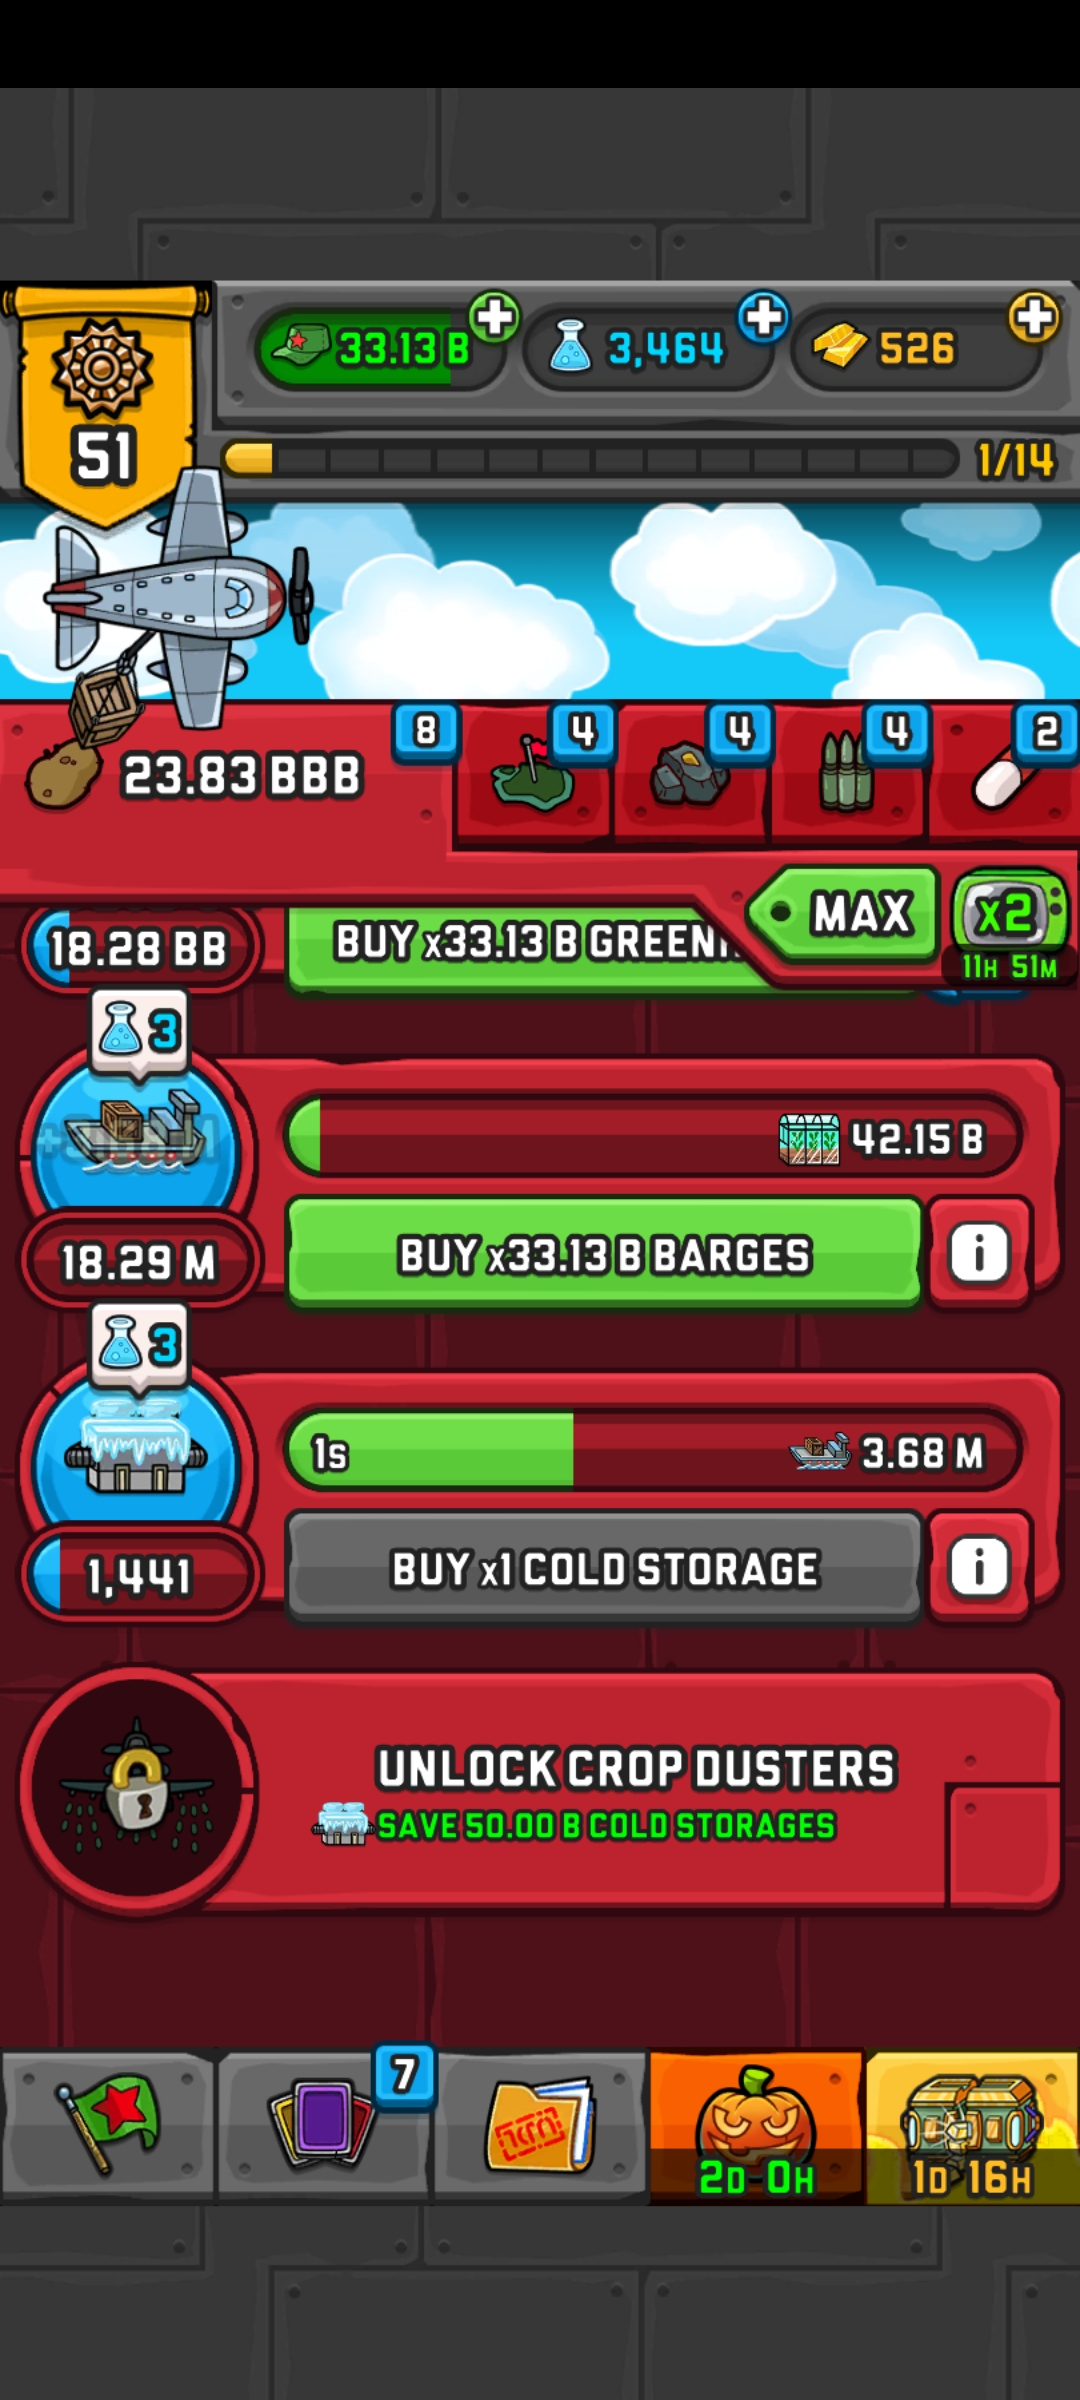 33.13 B
3,464
526
51
1/14
8
4
4
4
2
23.83 BBB
MAX
x2
11H 51M
18.28 BB
BUY x33.13 B GREENH...
3
42.15 B
18.29 M
BUY x33.13 B BARGES
i
3
1s
3.68 M
1,441
BUY x1 COLD STORAGE
i
UNLOCK CROP DUSTERS
SAVE 50.00 B COLD STORAGES
7
2D 0H
1D 16H